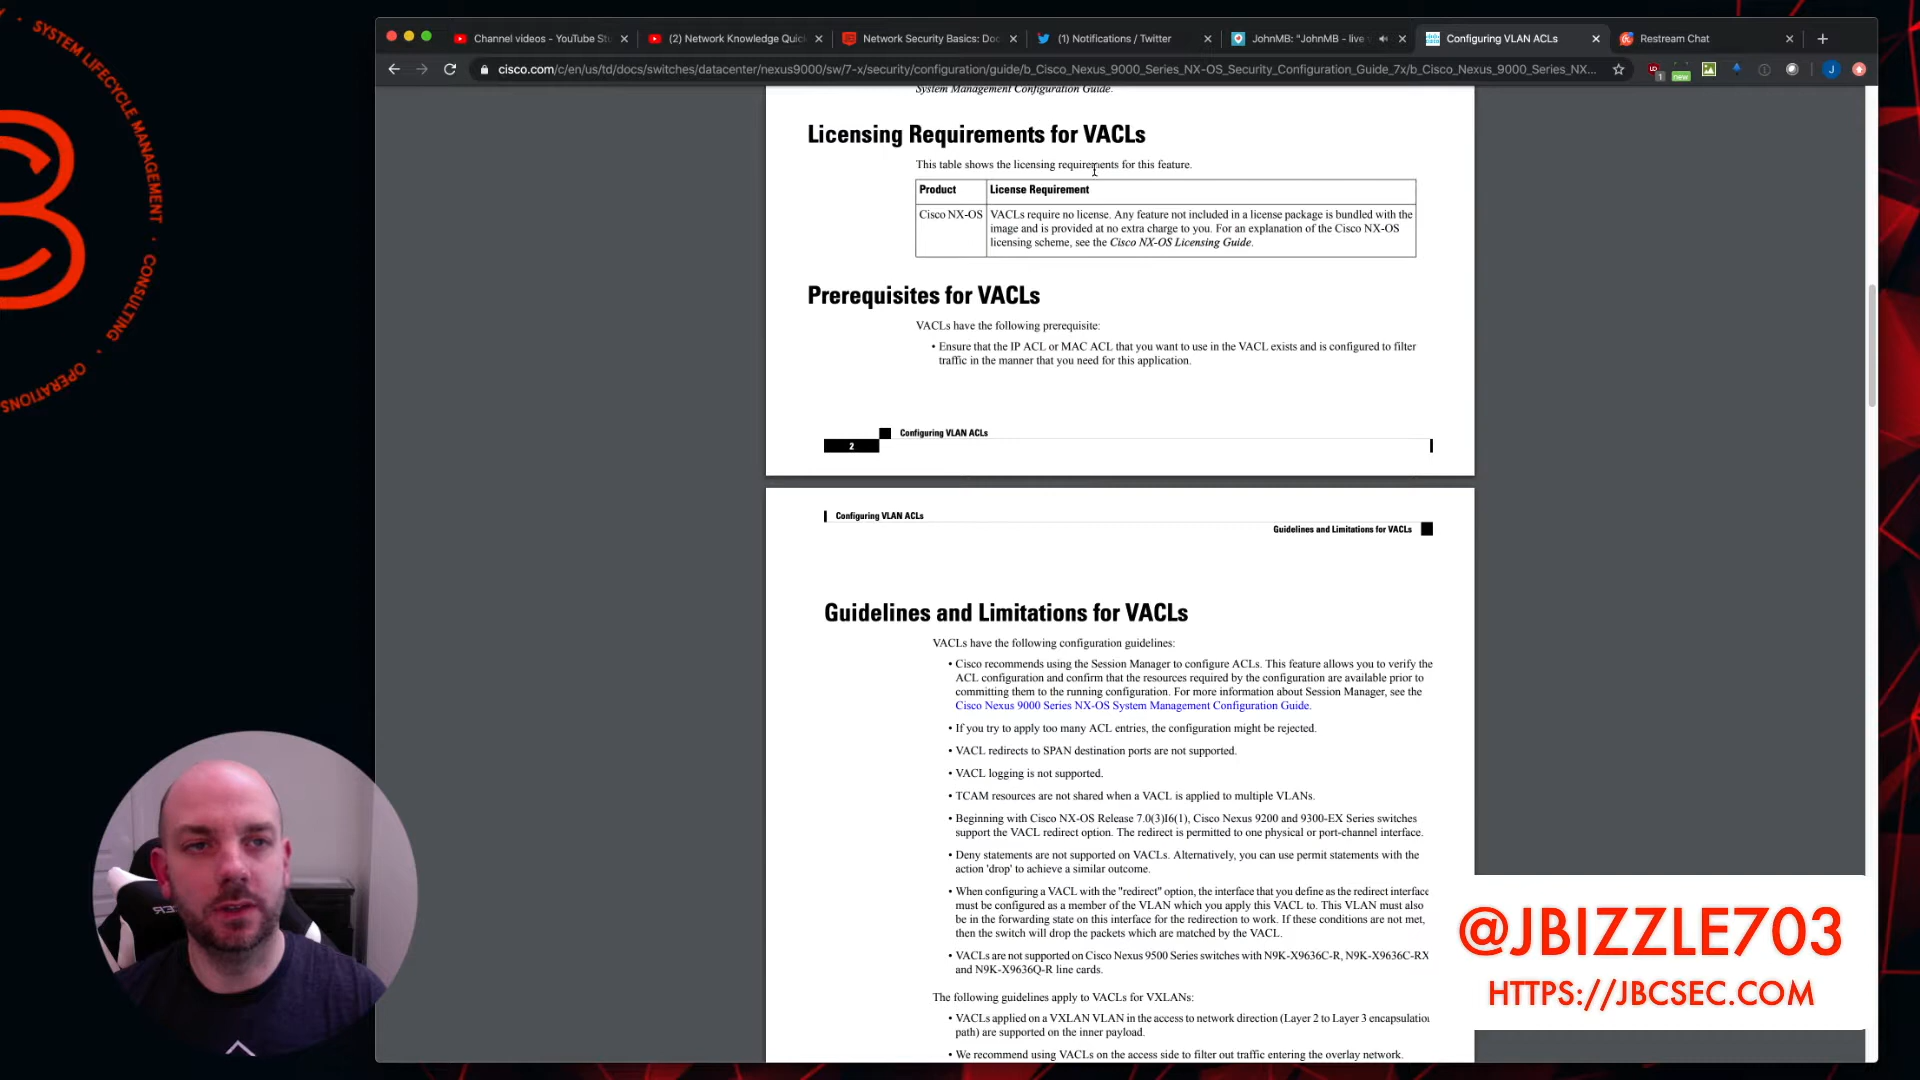 Channel videos - YouTube Stu
(2) Network Knowledge Quic
Network Security Basics: Doc
(1) Notifications / Twitter
JohnMB: "JohnMB - live
Configuring VLAN ACLs
Restream Chat
cisco.com/c/en/us/td/docs/switches/datacenter/nexus9000/sw/7-x/security/configuration/guide/b_Cisco_Nexus_9000_Series_NX-OS_Security_Configuration_Guide_7x/b_Cisco_Nexus_9000_Series_NX...
1
new
J
SYSTEM LIFECYCLE MANAGEMENT · CONSULTING · OPERATIONS
System Management Configuration Guide.
Licensing Requirements for VACLs
This table shows the licensing requirements for this feature.
Product License Requirement
Cisco NX-OS VACLs require no license. Any feature not included in a license package is bundled with the
image and is provided at no extra charge to you. For an explanation of the Cisco NX-OS
licensing scheme, see the Cisco NX-OS Licensing Guide.
Prerequisites for VACLs
VACLs have the following prerequisite:
• Ensure that the IP ACL or MAC ACL that you want to use in the VACL exists and is configured to filter
traffic in the manner that you need for this application.
Configuring VLAN ACLs
2
Configuring VLAN ACLs
Guidelines and Limitations for VACLs
Guidelines and Limitations for VACLs
VACLs have the following configuration guidelines:
• Cisco recommends using the Session Manager to configure ACLs. This feature allows you to verify the
ACL configuration and confirm that the resources required by the configuration are available prior to
committing them to the running configuration. For more information about Session Manager, see the
Cisco Nexus 9000 Series NX-OS System Management Configuration Guide.
• If you try to apply too many ACL entries, the configuration might be rejected.
• VACL redirects to SPAN destination ports are not supported.
• VACL logging is not supported.
• TCAM resources are not shared when a VACL is applied to multiple VLANs.
• Beginning with Cisco NX-OS Release 7.0(3)I6(1), Cisco Nexus 9200 and 9300-EX Series switches
support the VACL redirect option. The redirect is permitted to one physical or port-channel interface.
• Deny statements are not supported on VACLs. Alternatively, you can use permit statements with the
action 'drop' to achieve a similar outcome.
• When configuring a VACL with the "redirect" option, the interface that you define as the redirect interface
must be configured as a member of the VLAN which you apply this VACL to. This VLAN must also
be in the forwarding state on this interface for the redirection to work. If these conditions are not met,
then the switch will drop the packets which are matched by the VACL.
• VACLs are not supported on Cisco Nexus 9500 Series switches with N9K-X9636C-R, N9K-X9636C-RX
and N9K-X9636Q-R line cards.
The following guidelines apply to VACLs for VXLANs:
• VACLs applied on a VXLAN VLAN in the access to network direction (Layer 2 to Layer 3 encapsulation
path) are supported on the inner payload.
• We recommend using VACLs on the access side to filter out traffic entering the overlay network.
@JBIZZLE703
HTTPS://JBCSEC.COM